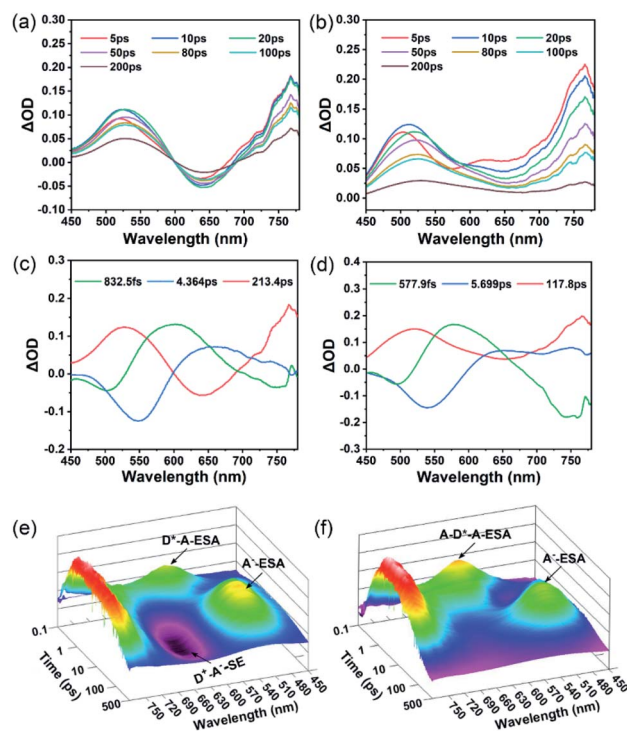 (a)
5ps 10ps 20ps
50ps 80ps 100ps
200ps
0.30
0.25
0.20
0.15
0.10
0.05
0.00
-0.05
-0.10
ΔOD
450 500 550 600 650 700 750
Wavelength (nm)
(b)
5ps 10ps 20ps
50ps 80ps 100ps
200ps
0.30
0.25
0.20
0.15
0.10
0.05
0.00
ΔOD
450 500 550 600 650 700 750
Wavelength (nm)
(c)
832.5fs 4.364ps 213.4ps
0.3
0.2
0.1
0.0
-0.1
0.2
ΔOD
450 500 550 600 650 700 750
Wavelength (nm)
(d)
577.9fs 5.699ps 117.8ps
0.4
0.3
0.2
0.1
0.0
-0.1
-0.2
0.3
ΔOD
450 500 550 600 650 700 750
Wavelength (nm)
(e)
D*-A-ESA
A⁻-ESA
D*-A⁻-SE
0.1
1
10
100
500
Time (ps)
750 720 690 660 630 600 570 540 510 480 450
Wavelength (nm)
(f)
A-D*-A-ESA
A⁻-ESA
0.1
1
10
100
500
Time (ps)
750 720 690 660 630 600 570 540 510 480 450
Wavelength (nm)